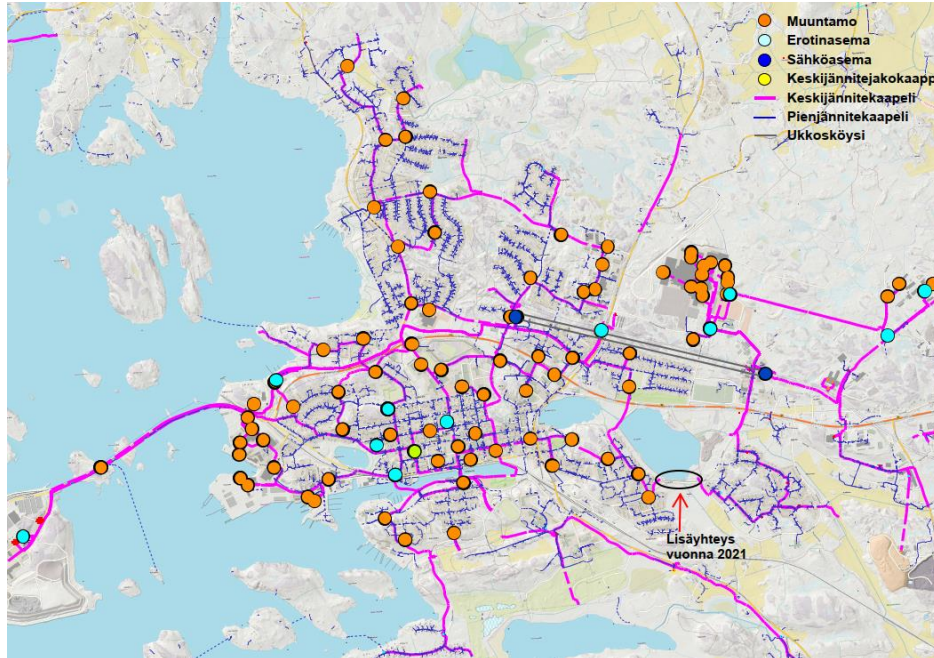 Muuntamo
Erotinasema
Sähköasema
Keskijännitejakokaapp
Keskijännitekaapeli
Pienjännitekaapeli
Ukkosköysi
Lisäyhteys
vuonna 2021